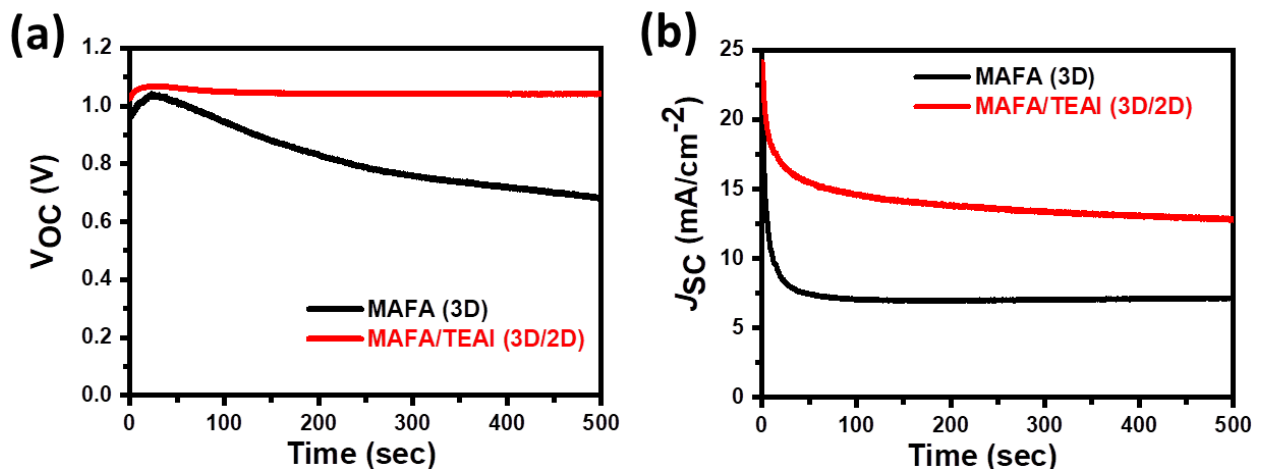 (a)
1.2
1.0
0.8
0.6
0.4
0.2
0.0
VOC (V)
MAFA (3D)
MAFA/TEAI (3D/2D)
0 100 200 300 400 500
Time (sec)
(b)
25
20
15
10
5
0
JSC (mA/cm-2)
MAFA (3D)
MAFA/TEAI (3D/2D)
0 100 200 300 400 500
Time (sec)